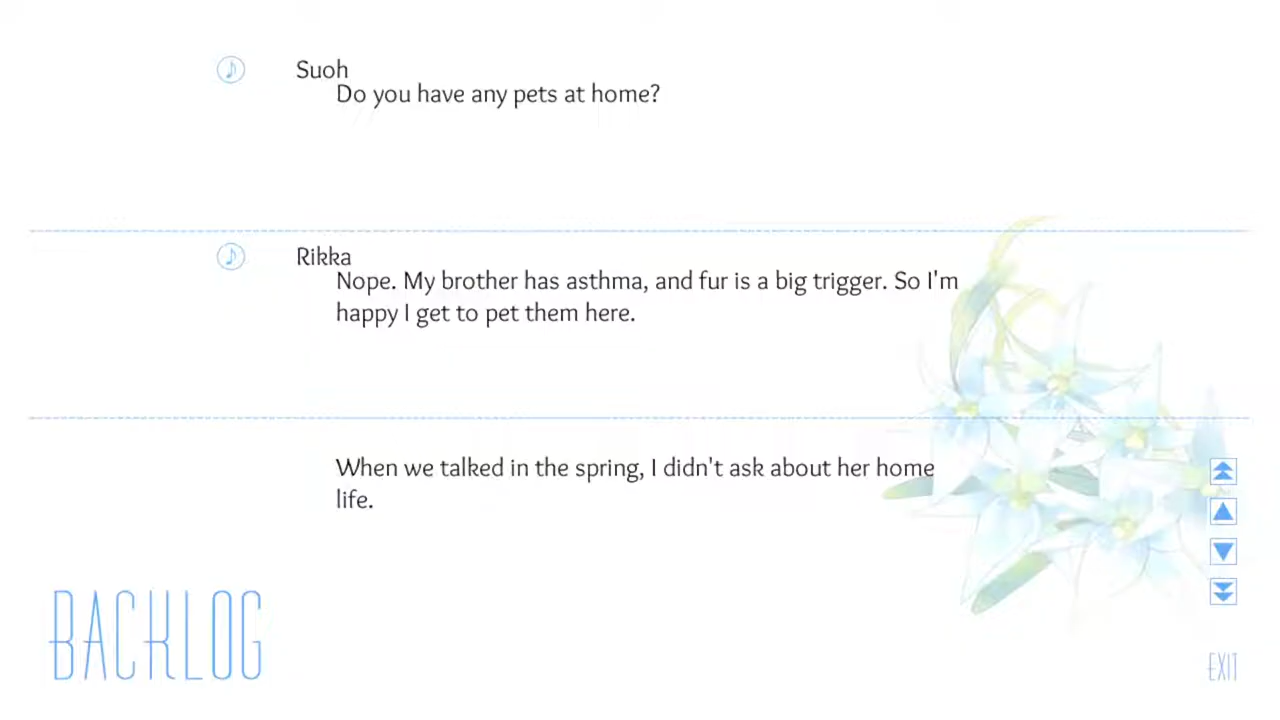 Suoh
Do you have any pets at home?
Rikka
Nope. My brother has asthma, and fur is a big trigger. So I'm
happy I get to pet them here.
When we talked in the spring, I didn't ask about her home
life.
BACKLOG
EXIT